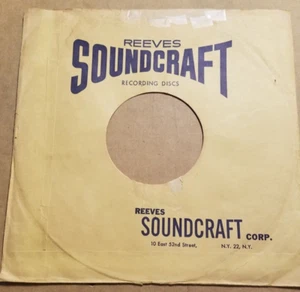 REEVES
SOUNDCRAFT
RECORDING DISCS
REEVES
SOUNDCRAFT CORP.
10 East 52nd Street, N.Y. 22, N.Y.